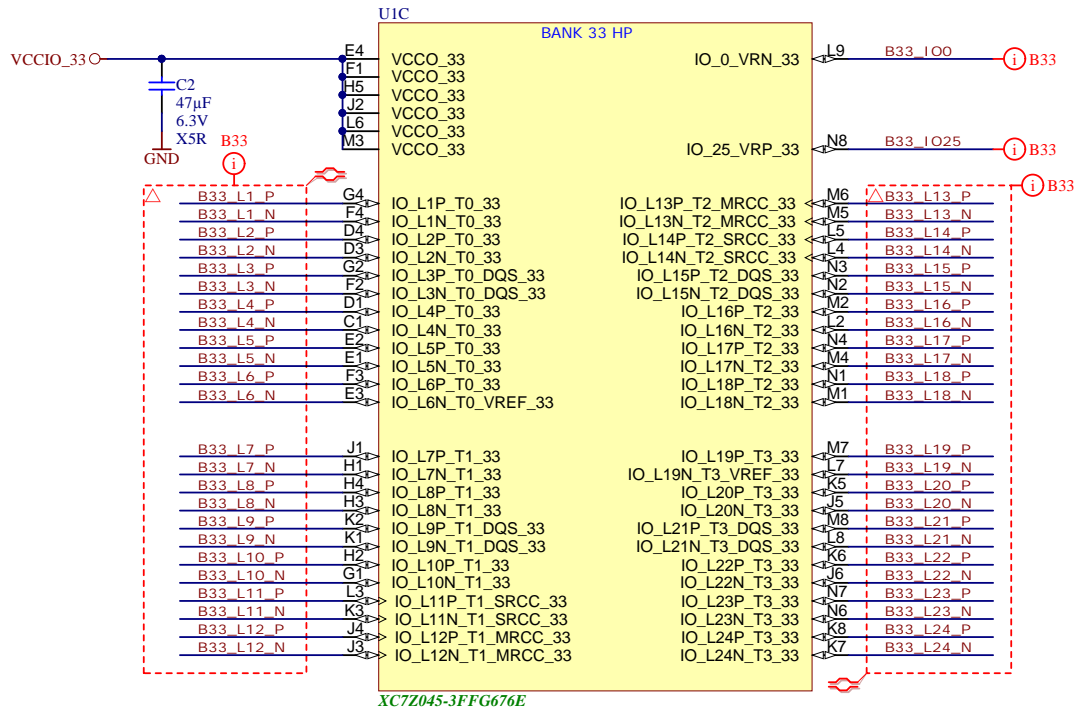 U1C
BANK 33 HP
VCCIO_33 E4 VCCO_33 IO_0_VRN_33 L9 B33_IO0 i B33
F1 VCCO_33
H5 VCCO_33
J2 VCCO_33
L6 VCCO_33
M3 VCCO_33 IO_25_VRP_33 N8 B33_IO25 i B33
C2
47µF
6.3V
X5R
GND
B33
i
i B33
B33_L1_P G4 IO_L1P_T0_33 IO_L13P_T2_MRCC_33 M6 B33_L13_P
B33_L1_N F4 IO_L1N_T0_33 IO_L13N_T2_MRCC_33 M5 B33_L13_N
B33_L2_P D4 IO_L2P_T0_33 IO_L14P_T2_SRCC_33 L5 B33_L14_P
B33_L2_N D3 IO_L2N_T0_33 IO_L14N_T2_SRCC_33 L4 B33_L14_N
B33_L3_P G2 IO_L3P_T0_DQS_33 IO_L15P_T2_DQS_33 N3 B33_L15_P
B33_L3_N F2 IO_L3N_T0_DQS_33 IO_L15N_T2_DQS_33 N2 B33_L15_N
B33_L4_P D1 IO_L4P_T0_33 IO_L16P_T2_33 M2 B33_L16_P
B33_L4_N C1 IO_L4N_T0_33 IO_L16N_T2_33 L2 B33_L16_N
B33_L5_P E2 IO_L5P_T0_33 IO_L17P_T2_33 N4 B33_L17_P
B33_L5_N E1 IO_L5N_T0_33 IO_L17N_T2_33 M4 B33_L17_N
B33_L6_P F3 IO_L6P_T0_33 IO_L18P_T2_33 N1 B33_L18_P
B33_L6_N E3 IO_L6N_T0_VREF_33 IO_L18N_T2_33 M1 B33_L18_N
B33_L7_P J1 IO_L7P_T1_33 IO_L19P_T3_33 M7 B33_L19_P
B33_L7_N H1 IO_L7N_T1_33 IO_L19N_T3_VREF_33 L7 B33_L19_N
B33_L8_P H4 IO_L8P_T1_33 IO_L20P_T3_33 K5 B33_L20_P
B33_L8_N H3 IO_L8N_T1_33 IO_L20N_T3_33 J5 B33_L20_N
B33_L9_P K2 IO_L9P_T1_DQS_33 IO_L21P_T3_DQS_33 M8 B33_L21_P
B33_L9_N K1 IO_L9N_T1_DQS_33 IO_L21N_T3_DQS_33 L8 B33_L21_N
B33_L10_P H2 IO_L10P_T1_33 IO_L22P_T3_33 K6 B33_L22_P
B33_L10_N G1 IO_L10N_T1_33 IO_L22N_T3_33 J6 B33_L22_N
B33_L11_P L3 IO_L11P_T1_SRCC_33 IO_L23P_T3_33 N7 B33_L23_P
B33_L11_N K3 IO_L11N_T1_SRCC_33 IO_L23N_T3_33 N6 B33_L23_N
B33_L12_P J4 IO_L12P_T1_MRCC_33 IO_L24P_T3_33 K8 B33_L24_P
B33_L12_N J3 IO_L12N_T1_MRCC_33 IO_L24N_T3_33 K7 B33_L24_N
XC7Z045-3FFG676E